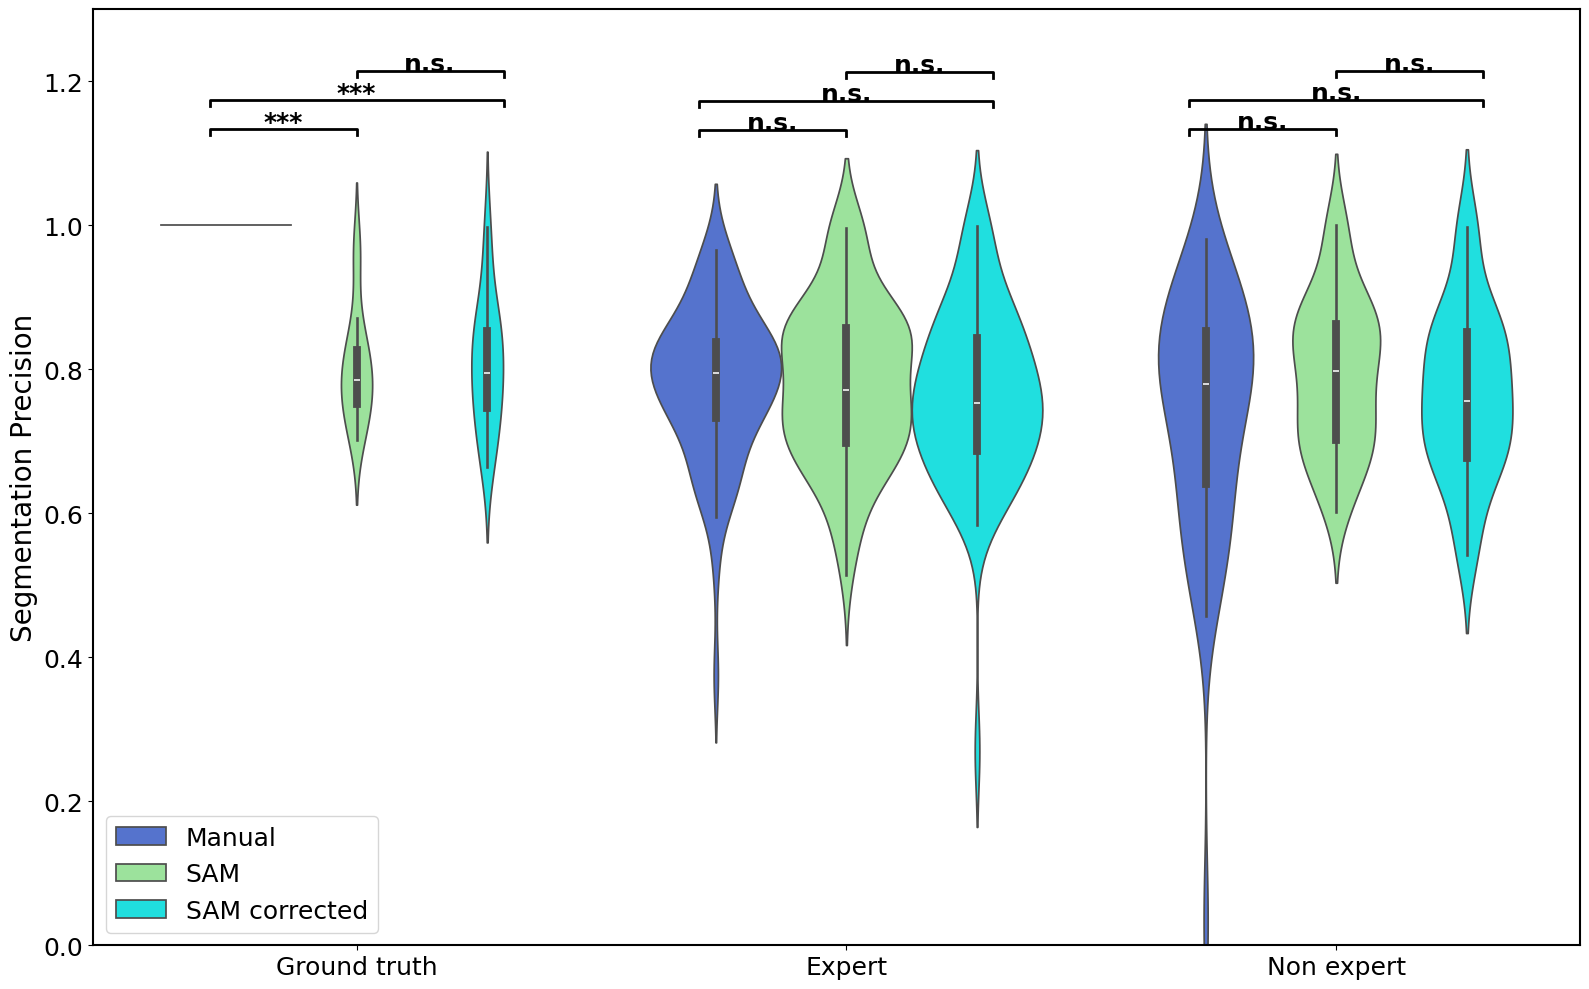 n.s.
***
***
n.s.
n.s.
n.s.
n.s.
n.s.
n.s.
1.2
1.0
0.8
0.6
0.4
0.2
0.0
Segmentation Precision
Manual
SAM
SAM corrected
Ground truth
Expert
Non expert